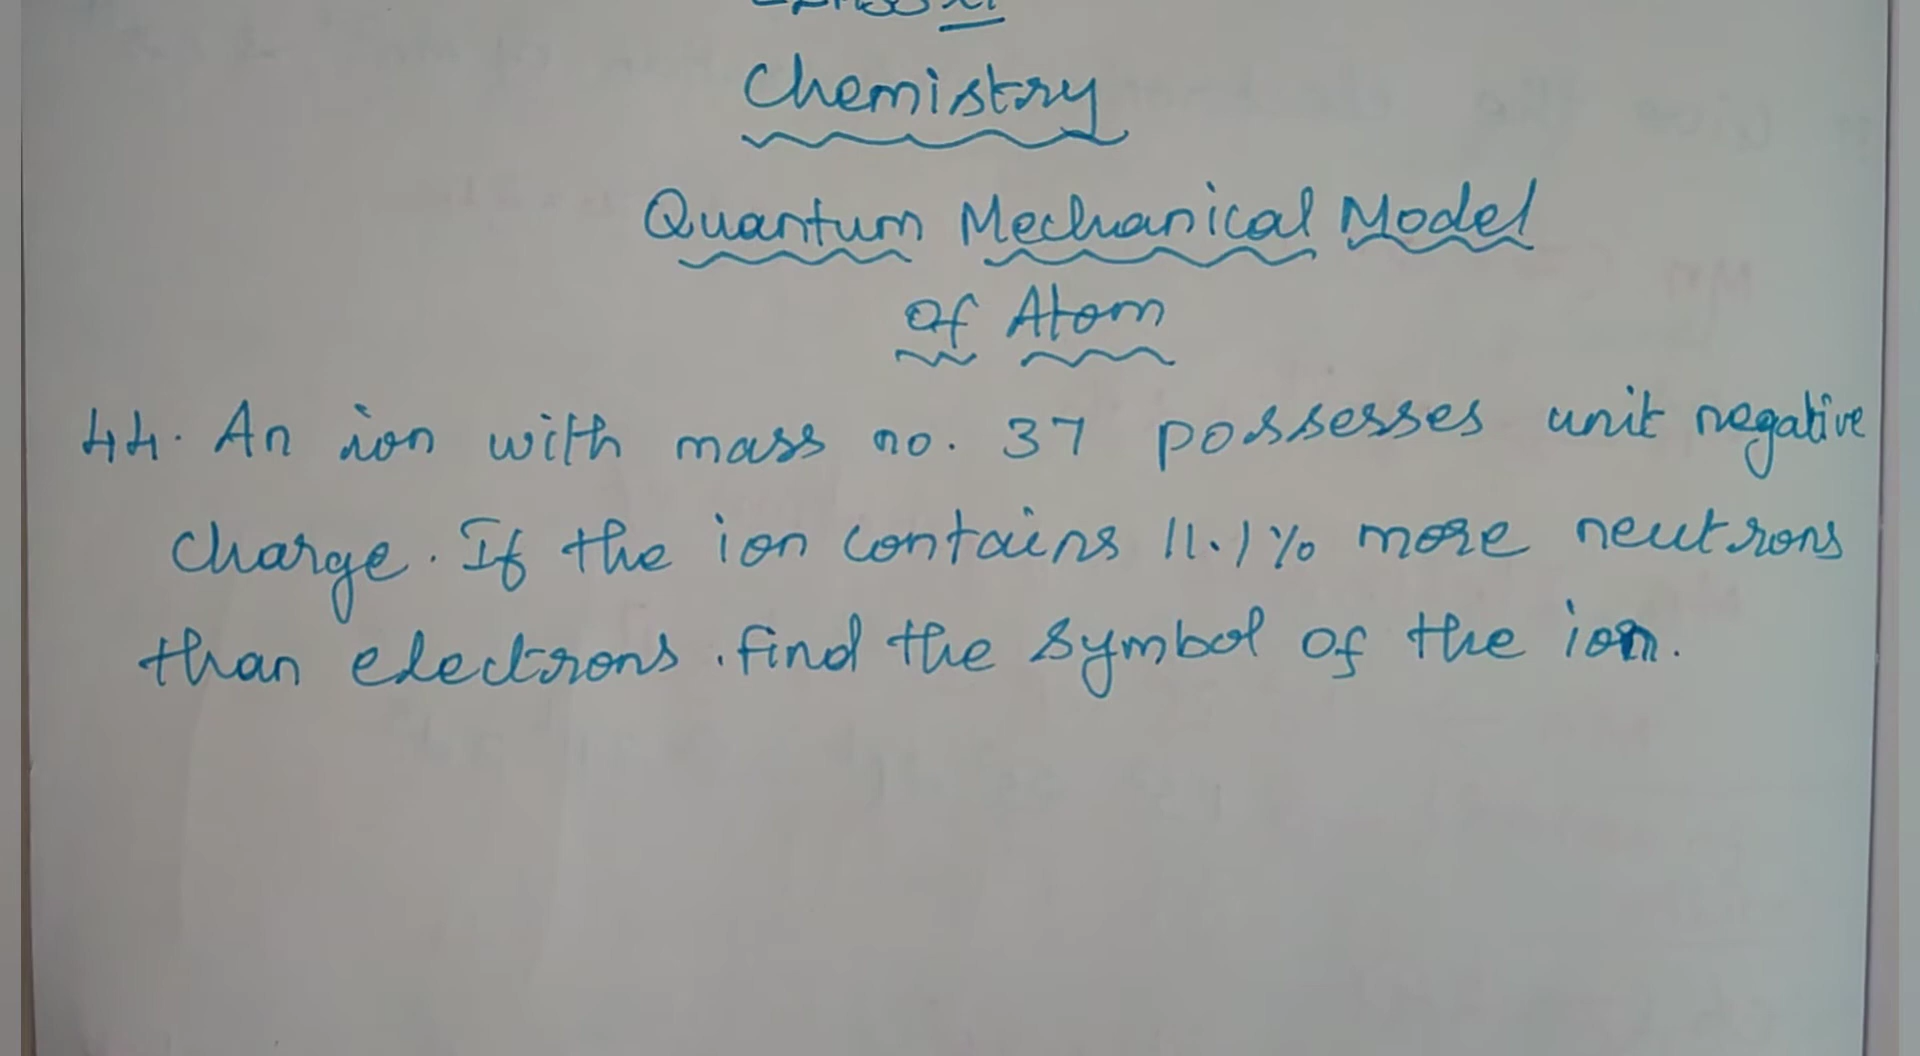 Chemistry
Quantum Mechanical Model
of Atom
44. An ion with mass no. 37 possesses unit negative
charge. If the ion contains 11.1% more neutrons
than electrons. find the symbol of the ion.